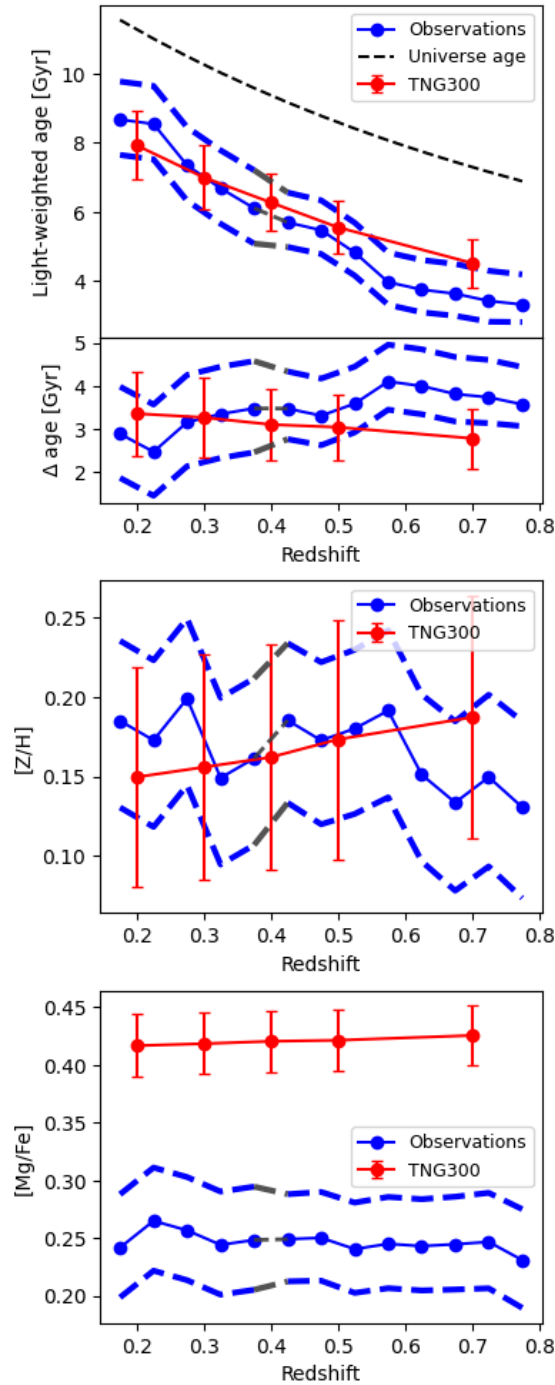 Light-weighted age [Gyr]
10
8
6
4
Observations
Universe age
TNG300
Δ age [Gyr]
5
4
3
2
0.2 0.3 0.4 0.5 0.6 0.7 0.8
Redshift
[Z/H]
0.25
0.20
0.15
0.10
Observations
TNG300
0.2 0.3 0.4 0.5 0.6 0.7 0.8
Redshift
[Mg/Fe]
0.45
0.40
0.35
0.30
0.25
0.20
Observations
TNG300
0.2 0.3 0.4 0.5 0.6 0.7 0.8
Redshift